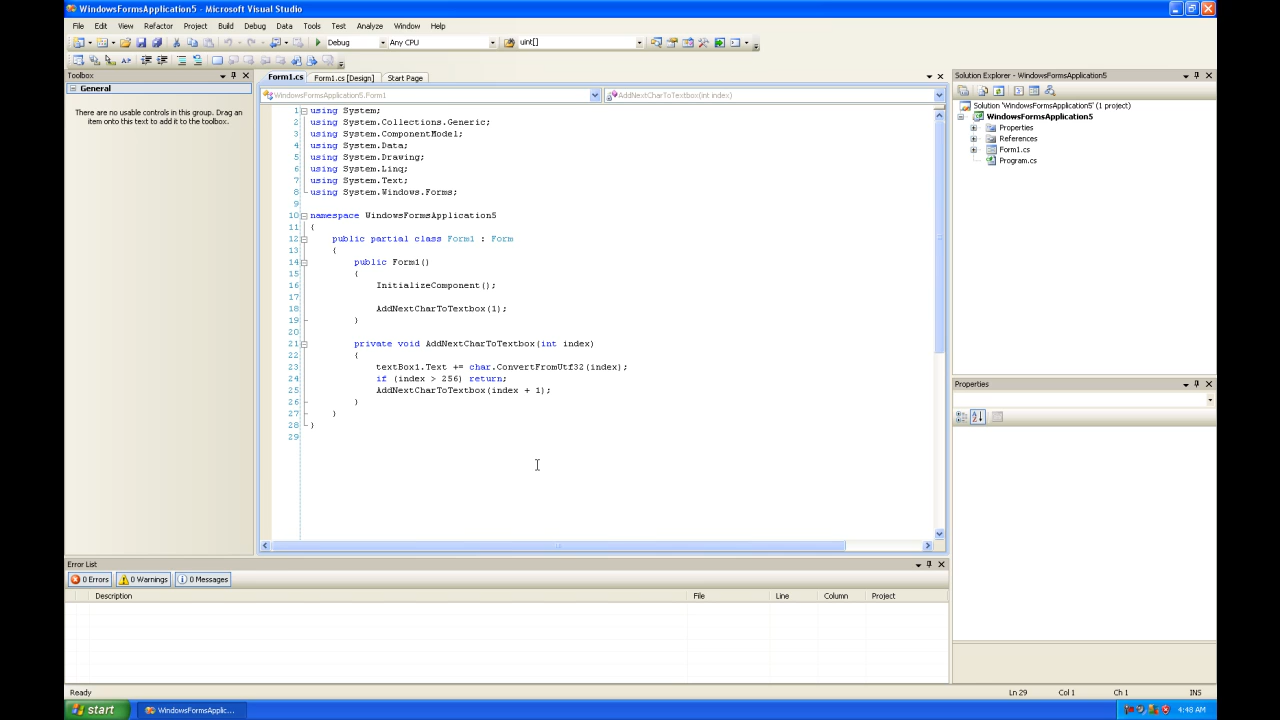 WindowsFormsApplication5 - Microsoft Visual Studio
File Edit View Refactor Project Build Debug Data Tools Test Analyze Window Help
Debug Any CPU uint[]
Toolbox
General
There are no usable controls in this group. Drag an
item onto this text to add it to the toolbox.
Form1.cs Form1.cs [Design] Start Page
WindowsFormsApplication5.Form1 AddNextCharToTextbox(int index)
1 using System;
2 using System.Collections.Generic;
3 using System.ComponentModel;
4 using System.Data;
5 using System.Drawing;
6 using System.Linq;
7 using System.Text;
8 using System.Windows.Forms;
9
10 namespace WindowsFormsApplication5
11 {
12 public partial class Form1 : Form
13 {
14 public Form1()
15 {
16 InitializeComponent();
17
18 AddNextCharToTextbox(1);
19 }
20
21 private void AddNextCharToTextbox(int index)
22 {
23 textBox1.Text += char.ConvertFromUtf32(index);
24 if (index > 256) return;
25 AddNextCharToTextbox(index + 1);
26 }
27 }
28 }
29
Solution Explorer - WindowsFormsApplication5
Solution 'WindowsFormsApplication5' (1 project)
WindowsFormsApplication5
Properties
References
Form1.cs
Program.cs
Properties
Error List
0 Errors 0 Warnings 0 Messages
Description File Line Column Project
Ready Ln 29 Col 1 Ch 1 INS
start WindowsFormsApplic... 4:48 AM